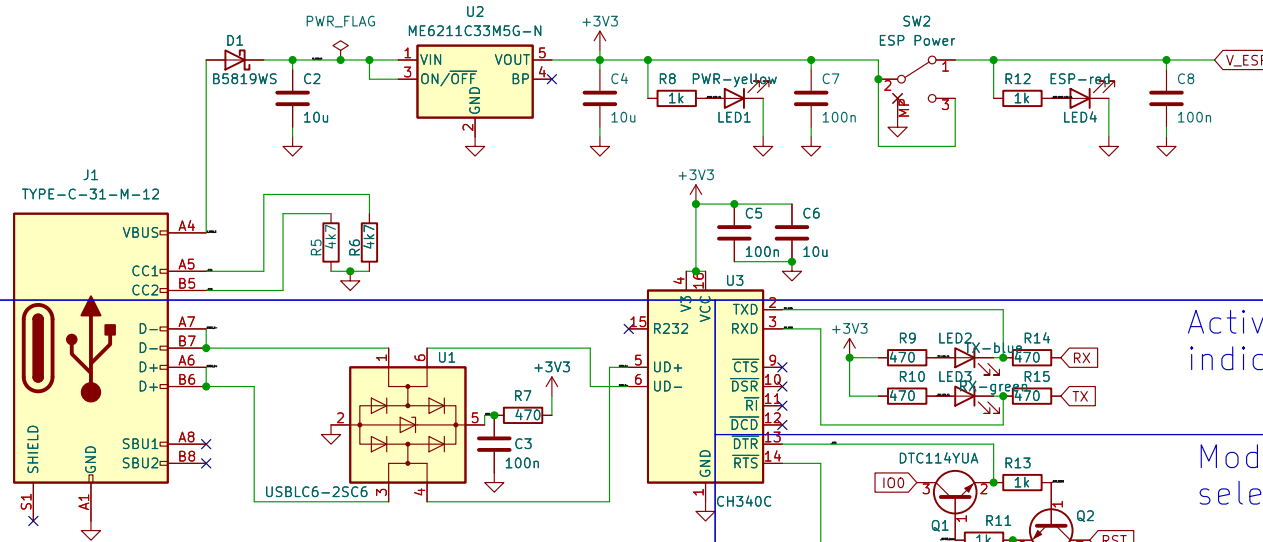 PWR_FLAG
U2
ME6211C33M5G-N
+3V3
SW2
ESP Power
D1
B5819WS
C2
10u
1 VIN
3 ON/OFF
VOUT 5
BP 4
GND
2
C4
10u
R8
1k
PWR-yellow
LED1
C7
100n
2
1
3
MP
R12
1k
ESP-red
LED4
C8
100n
V_ESP
J1
TYPE-C-31-M-12
VBUS A4
CC1 A5
CC2 B5
D- A7
D- B7
D+ A6
D+ B6
SBU1 A8
SBU2 B8
SHIELD
GND
S1
A1
R5
4k7
R6
4k7
+3V3
C5
100n
C6
10u
U3
4
16
V3
VCC
TXD 2
RXD 3
15 R232
5 UD+
6 UD-
CTS 9
DSR 10
RI 11
DCD 12
DTR 13
RTS 14
GND
1
CH340C
U1
1
6
2
5
3
4
USBLC6-2SC6
R7
470
+3V3
C3
100n
+3V3
R9
470
LED2
TX-blue
R14
470
RX
R10
470
LED3
RX-green
R15
470
TX
Activ
indic
Mod
sele
DTC114YUA
IO0
3
2
1
Q1
R13
1k
R11
1k
1
Q2
RST